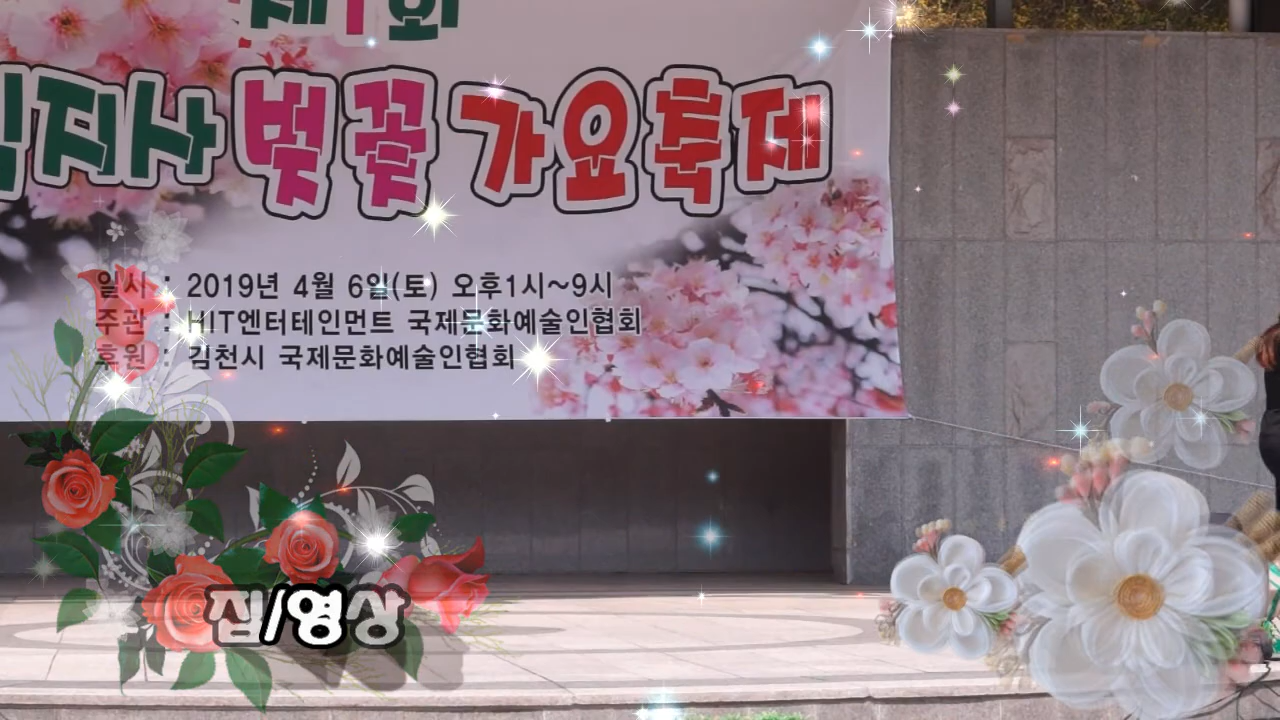 제1회
직지사 벚꽃 가요축제
일시 : 2019년 4월 6일(토) 오후1시~9시
주관 : HIT엔터테인먼트 국제문화예술인협회
후원 : 김천시 국제문화예술인협회
집/영상